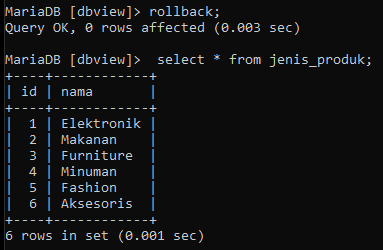 MariaDB [dbview]> rollback;
Query OK, 0 rows affected (0.003 sec)
MariaDB [dbview]>  select * from jenis_produk;
+----+------------+
| id | nama       |
+----+------------+
|  1 | Elektronik |
|  2 | Makanan    |
|  3 | Furniture  |
|  4 | Minuman    |
|  5 | Fashion    |
|  6 | Aksesoris  |
+----+------------+
6 rows in set (0.001 sec)